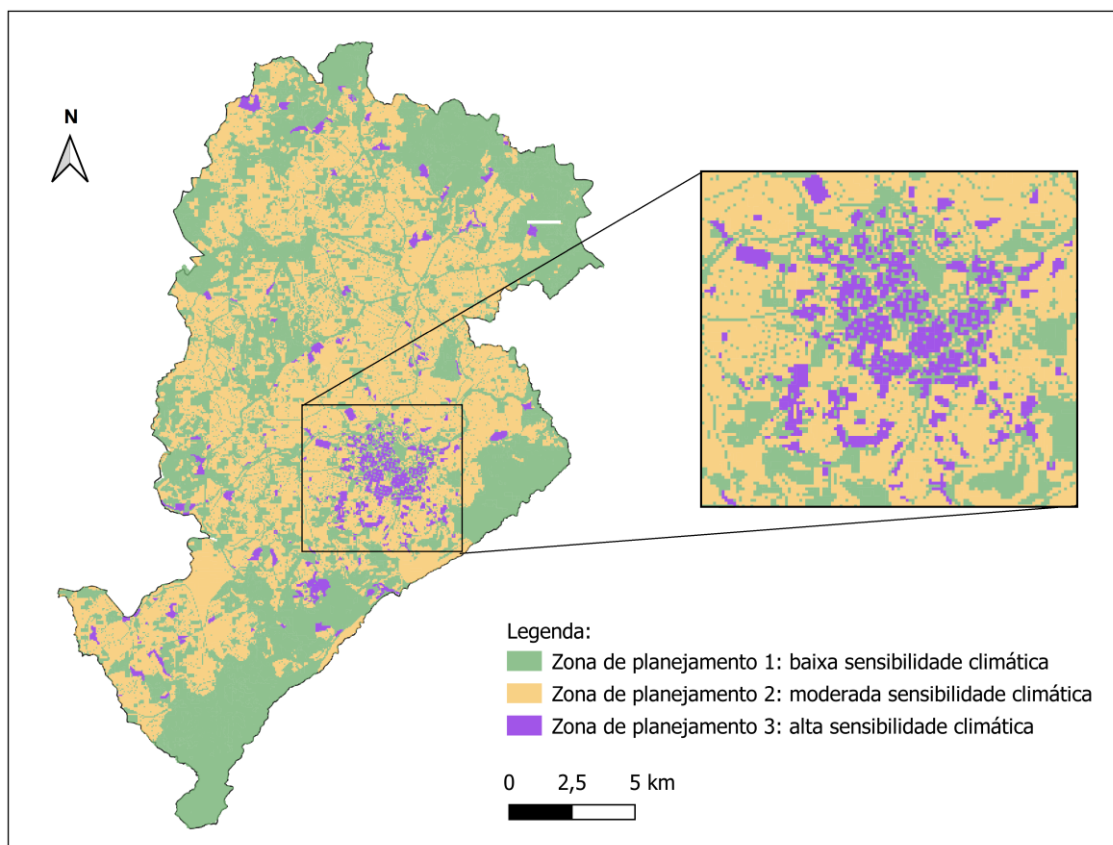 N
Legenda:
Zona de planejamento 1: baixa sensibilidade climática
Zona de planejamento 2: moderada sensibilidade climática
Zona de planejamento 3: alta sensibilidade climática
0 2,5 5 km